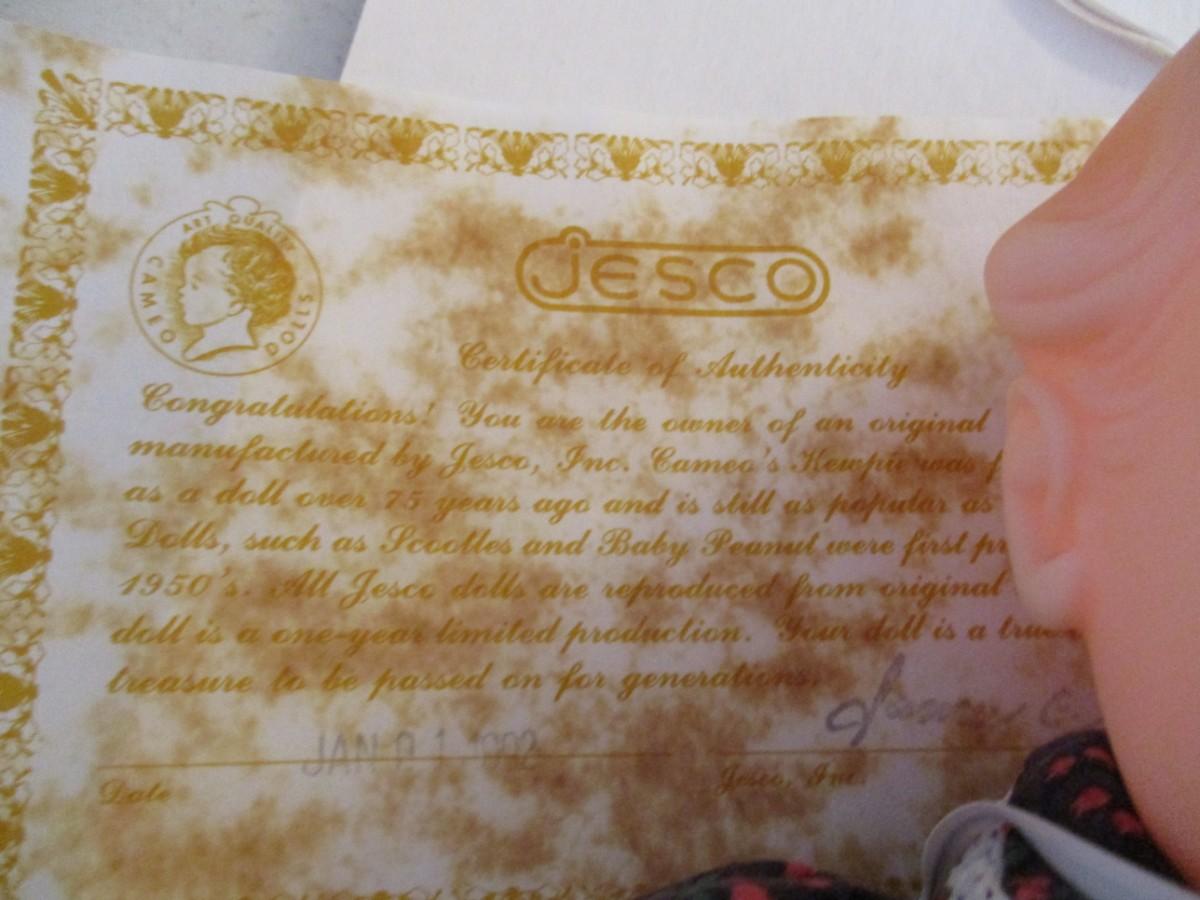 ART QUALITY
CAMEO DOLLS
JESCO
Certificate of Authenticity
Congratulations! You are the owner of an original
manufactured by Jesco, Inc. Cameo's Kewpie was
as a doll over 75 years ago and is still as popular as
Dolls, such as Scootles and Baby Peanut were first
1950's. All Jesco dolls are reproduced from original
doll is a one-year limited production. Your doll is a
treasure to be passed on for generations.
JAN 01 1992
Date
Jesco, Inc.